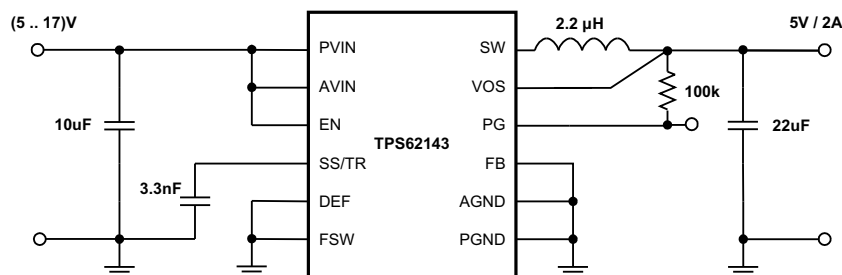 (5 .. 17)V
2.2 µH
5V / 2A
PVIN
SW
AVIN
VOS
100k
10uF
EN
PG
22uF
TPS62143
SS/TR
FB
3.3nF
DEF
AGND
FSW
PGND